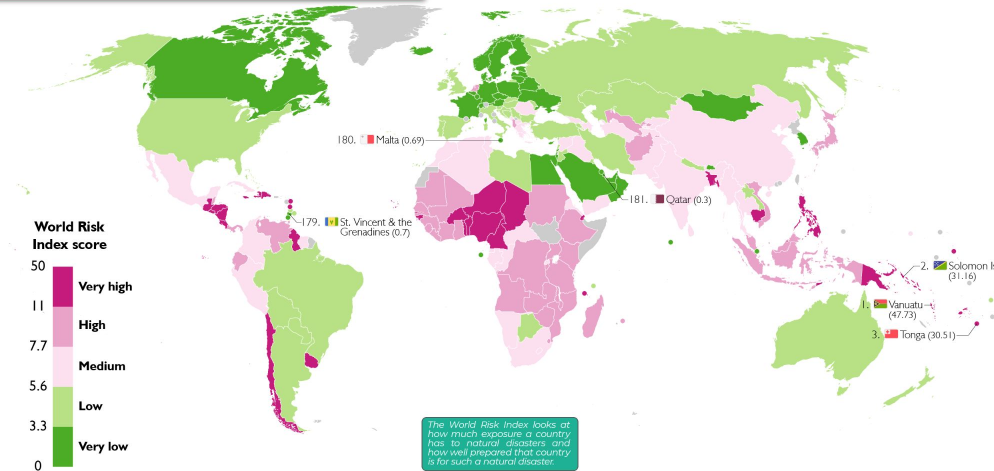 180. Malta (0.69)
181. Qatar (0.3)
179. St. Vincent & the
Grenadines (0.7)
World Risk
Index score
50
Very high
11
High
7.7
Medium
5.6
Low
3.3
Very low
0
2. Solomon Is
(31.16)
1. Vanuatu
(47.73)
3. Tonga (30.51)
The World Risk Index looks at
how much exposure a country
has to natural disasters and
how well prepared that country
is for such a natural disaster.